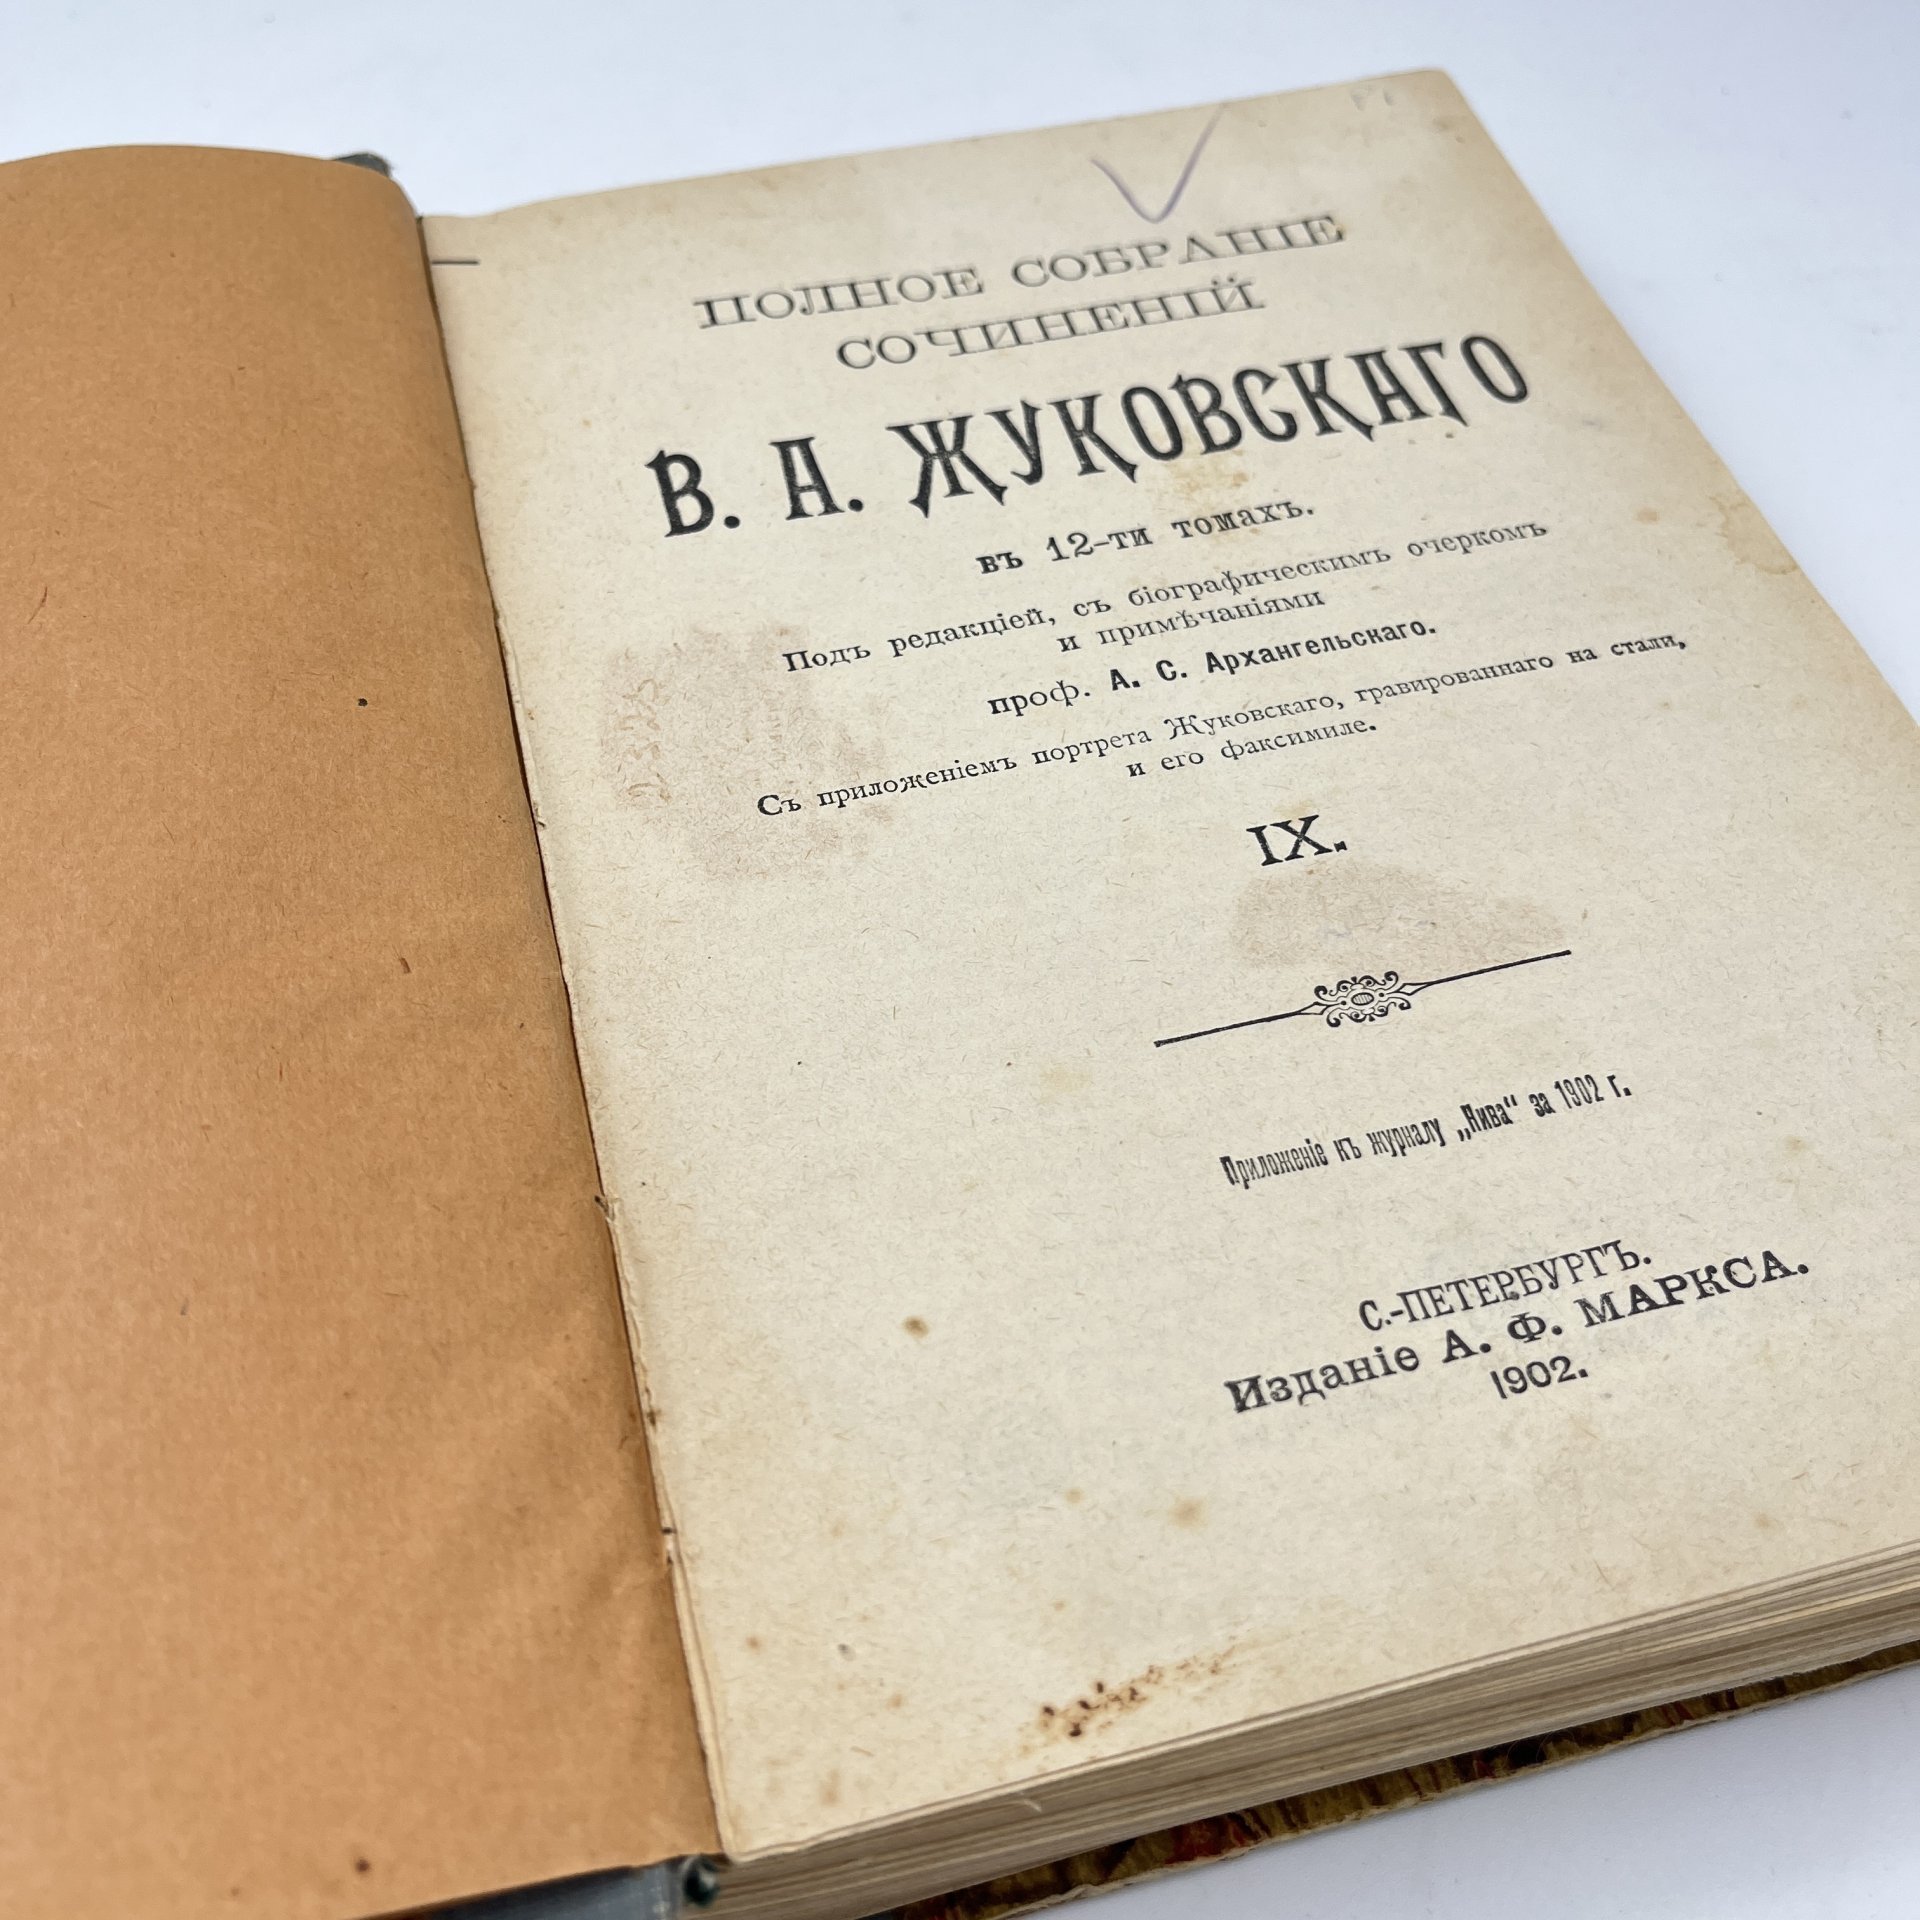 ПОЛНОЕ СОБРАНІЕ
СОЧИНЕНІЙ
В. А. ЖУКОВСКАГО
въ 12-ти томахъ.
Подъ редакціей, съ біографическимъ очеркомъ
и примѣчаніями
проф. А. С. Архангельскаго.
Съ приложеніемъ портрета Жуковскаго, гравированнаго на стали,
и его факсимиле.
IX.
Приложеніе къ журналу „Нива“ за 1902 г.
С.-ПЕТЕРБУРГЪ.
Изданіе А. Ф. МАРКСА.
1902.